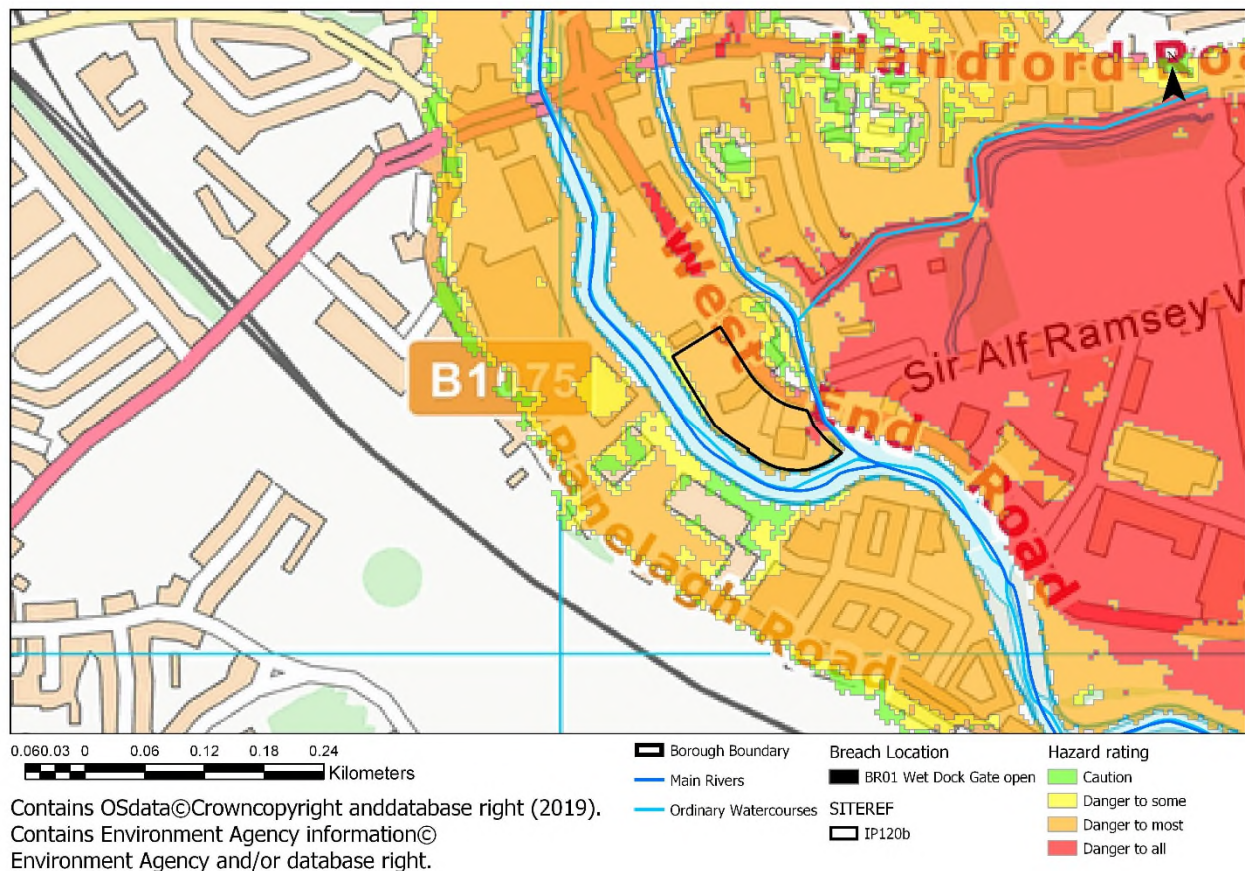 Handford Roa
N
West End Road
Sir Alf Ramsey W
B1075
Ranelagh Road
0.060.03 0 0.06 0.12 0.18 0.24
Kilometers
Borough Boundary
Main Rivers
Ordinary Watercourses
Breach Location
BR01 Wet Dock Gate open
SITEREF
IP120b
Hazard rating
Caution
Danger to some
Danger to most
Danger to all
Contains OSdata©Crowncopyright anddatabase right (2019).
Contains Environment Agency information©
Environment Agency and/or database right.